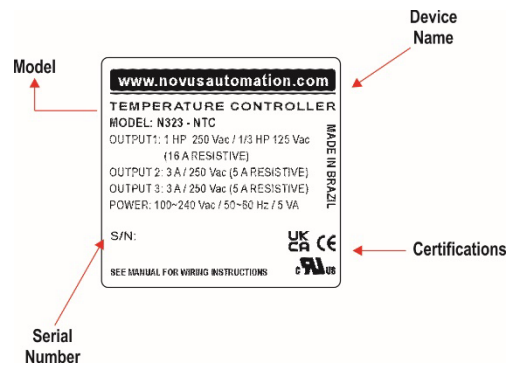 Device
Name
Model
www.novusautomation.com
TEMPERATURE CONTROLLER
MODEL: N323 - NTC
OUTPUT1: 1 HP 250 Vac / 1/3 HP 125 Vac
(16 A RESISTIVE)
OUTPUT 2: 3 A / 250 Vac (5 A RESISTIVE)
OUTPUT 3: 3 A / 250 Vac (5 A RESISTIVE)
POWER: 100~240 Vac / 50~60 Hz / 5 VA
MADE IN BRAZIL
S/N:
UK
CA CE
Certifications
SEE MANUAL FOR WIRING INSTRUCTIONS
c RU US
Serial
Number